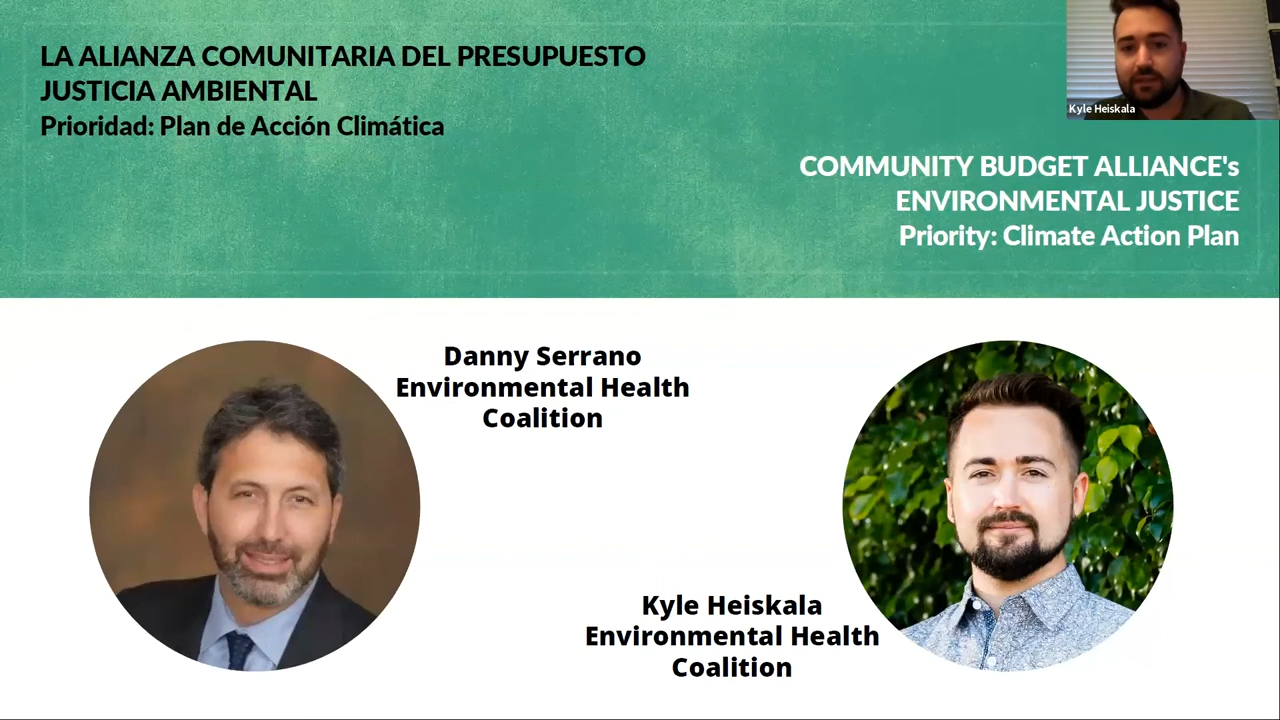 LA ALIANZA COMUNITARIA DEL PRESUPUESTO
JUSTICIA AMBIENTAL
Prioridad: Plan de Acción Climática
Kyle Heiskala
COMMUNITY BUDGET ALLIANCE's
ENVIRONMENTAL JUSTICE
Priority: Climate Action Plan
Danny Serrano
Environmental Health
Coalition
Kyle Heiskala
Environmental Health
Coalition